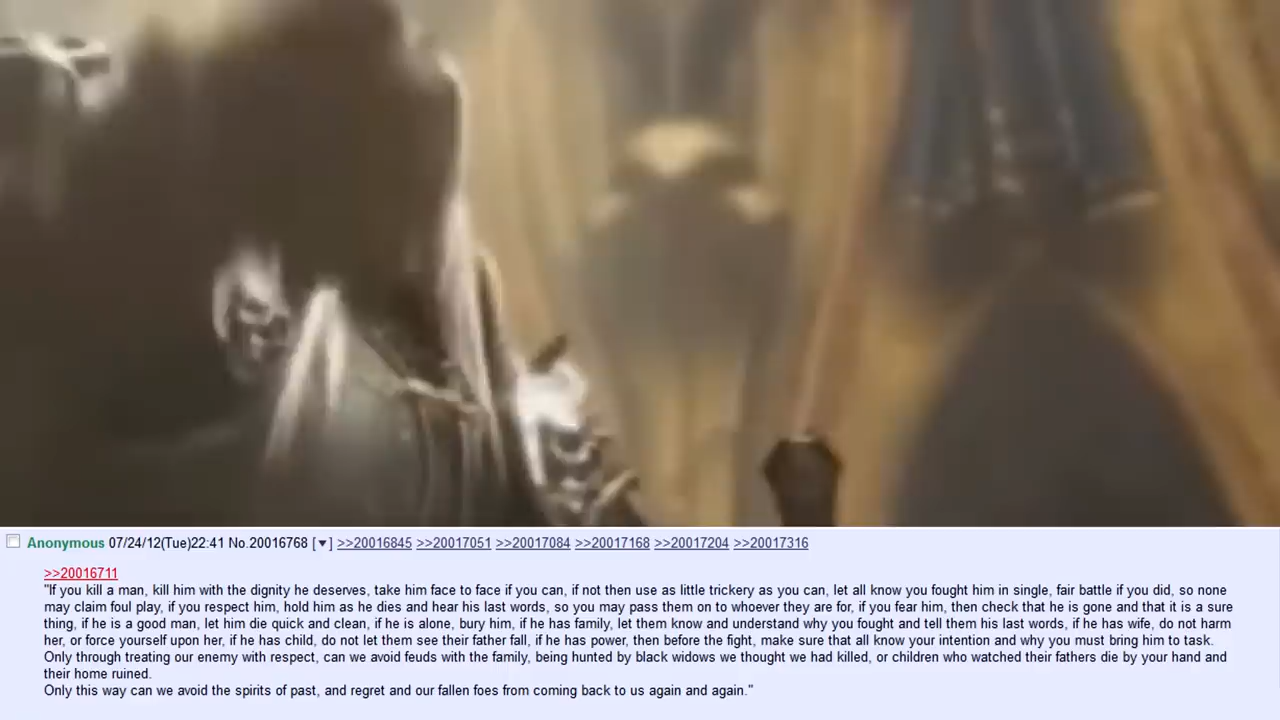 Anonymous 07/24/12(Tue)22:41 No.20016768 [▼] >>20016845 >>20017051 >>20017084 >>20017168 >>20017204 >>20017316
>>20016711
"If you kill a man, kill him with the dignity he deserves, take him face to face if you can, if not then use as little trickery as you can, let all know you fought him in single, fair battle if you did, so none
may claim foul play, if you respect him, hold him as he dies and hear his last words, so you may pass them on to whoever they are for, if you fear him, then check that he is gone and that it is a sure
thing, if he is a good man, let him die quick and clean, if he is alone, bury him, if he has family, let them know and understand why you fought and tell them his last words, if he has wife, do not harm
her, or force yourself upon her, if he has child, do not let them see their father fall, if he has power, then before the fight, make sure that all know your intention and why you must bring him to task.
Only through treating our enemy with respect, can we avoid feuds with the family, being hunted by black widows we thought we had killed, or children who watched their fathers die by your hand and
their home ruined.
Only this way can we avoid the spirits of past, and regret and our fallen foes from coming back to us again and again."